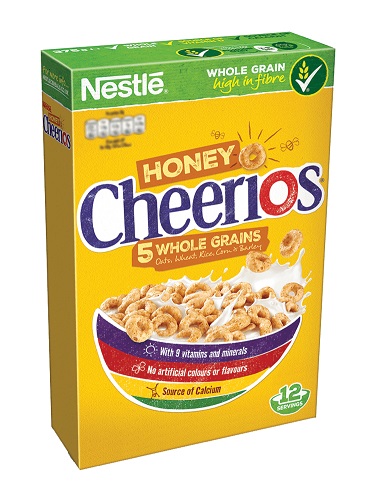 Nestlé
WHOLE GRAIN
high in fibre
HONEY
Cheerios®
5 WHOLE GRAINS
Oats, Wheat, Rice, Corn & Barley
With 9 vitamins and minerals
No artificial colours or flavours
Source of Calcium
12
SERVINGS
Cheerios